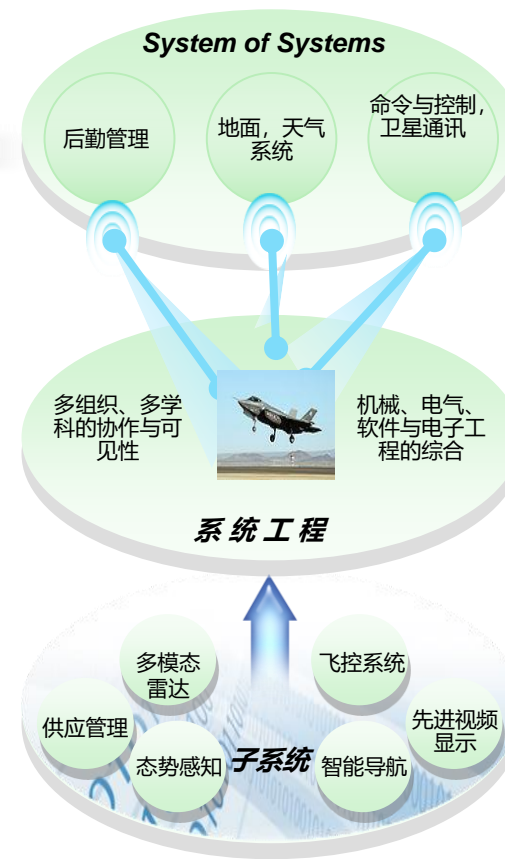 System of Systems
后勤管理
地面，天气
系统
命令与控制，
卫星通讯
多组织、多学
科的协作与可
见性
机械、电气、
软件与电子工
程的综合
系统工程
多模态
雷达
飞控系统
供应管理
先进视频
显示
态势感知
子系统
智能导航